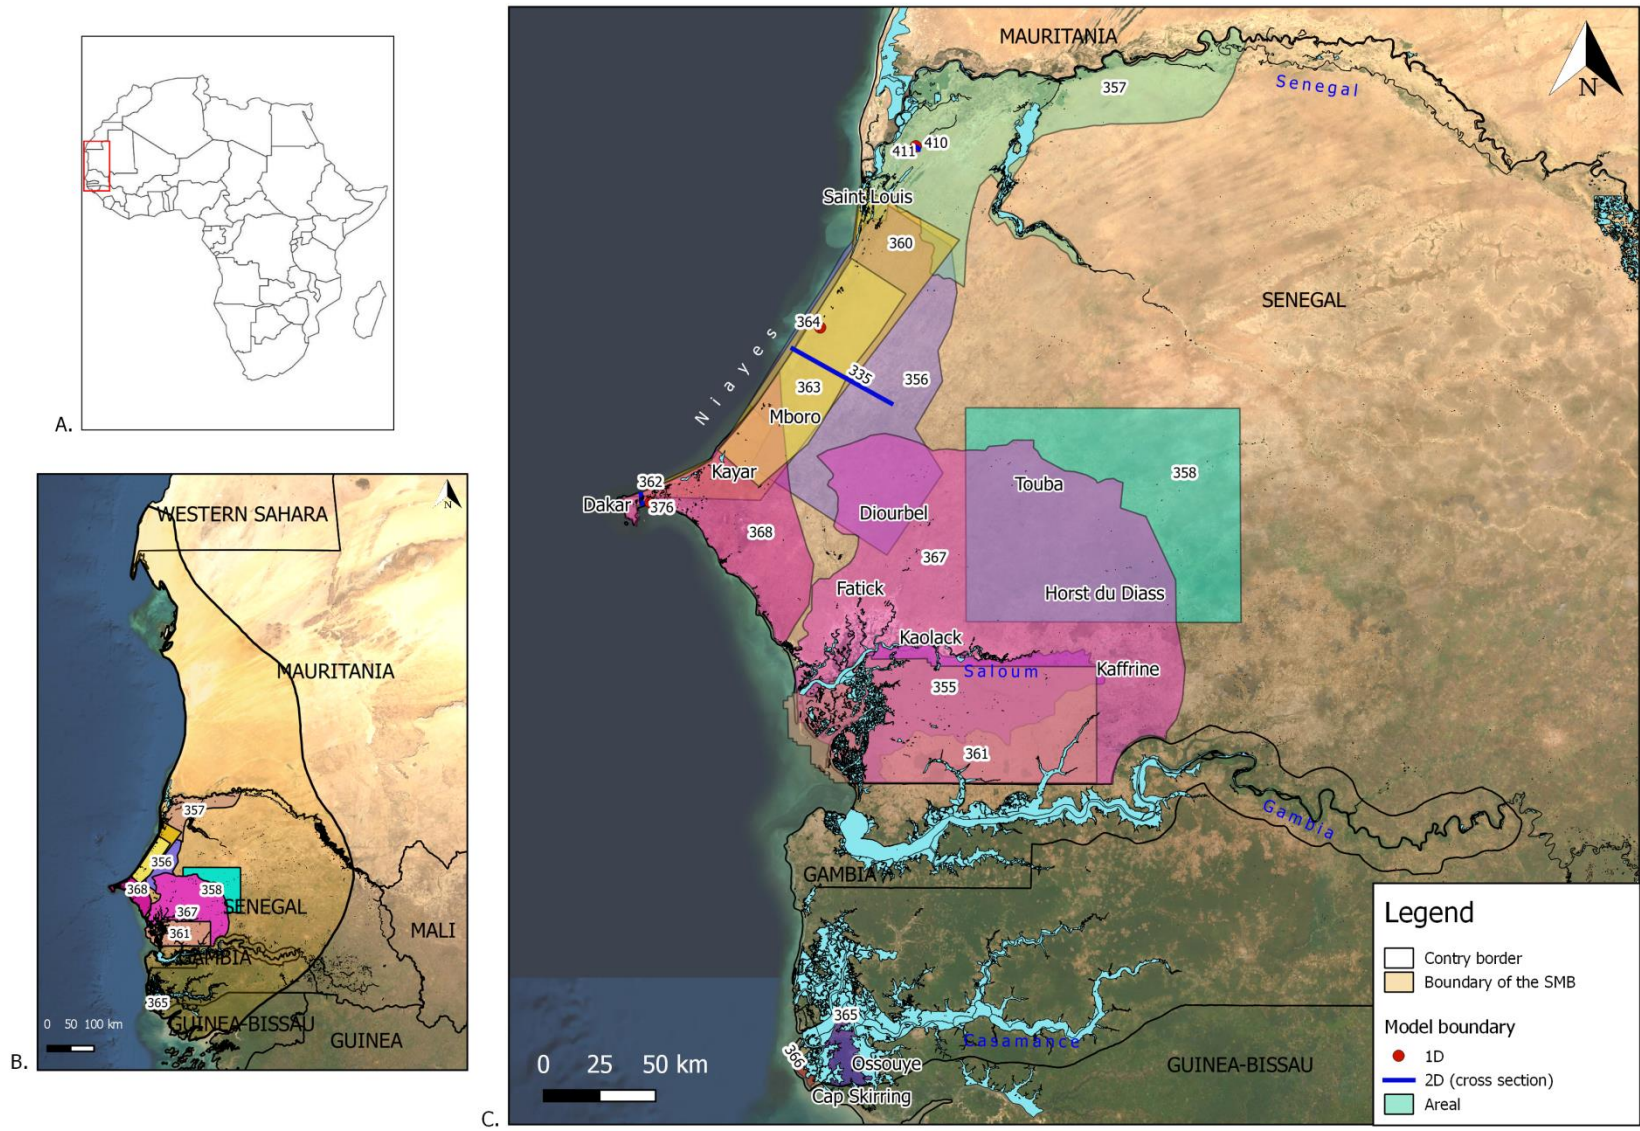 A.
N
WESTERN SAHARA
MAURITANIA
357
356
368
358
SENEGAL
367
361
MALI
GAMBIA
365
GUINEA-BISSAU
GUINEA
0 50 100 km
B.
MAURITANIA
N
357
Senegal
411 410
Saint Louis
360
SENEGAL
364
Niayes
335
356
363
Mboro
Kayar
362
Touba
358
Dakar
376
Diourbel
368
367
Fatick
Horst du Diass
Kaolack
Saloum
Kaffrine
355
361
Gambia
GAMBIA
365
Casamance
366
Ossouye
GUINEA-BISSAU
Cap Skirring
0 25 50 km
C.
Legend
Contry border
Boundary of the SMB
Model boundary
1D
2D (cross section)
Areal